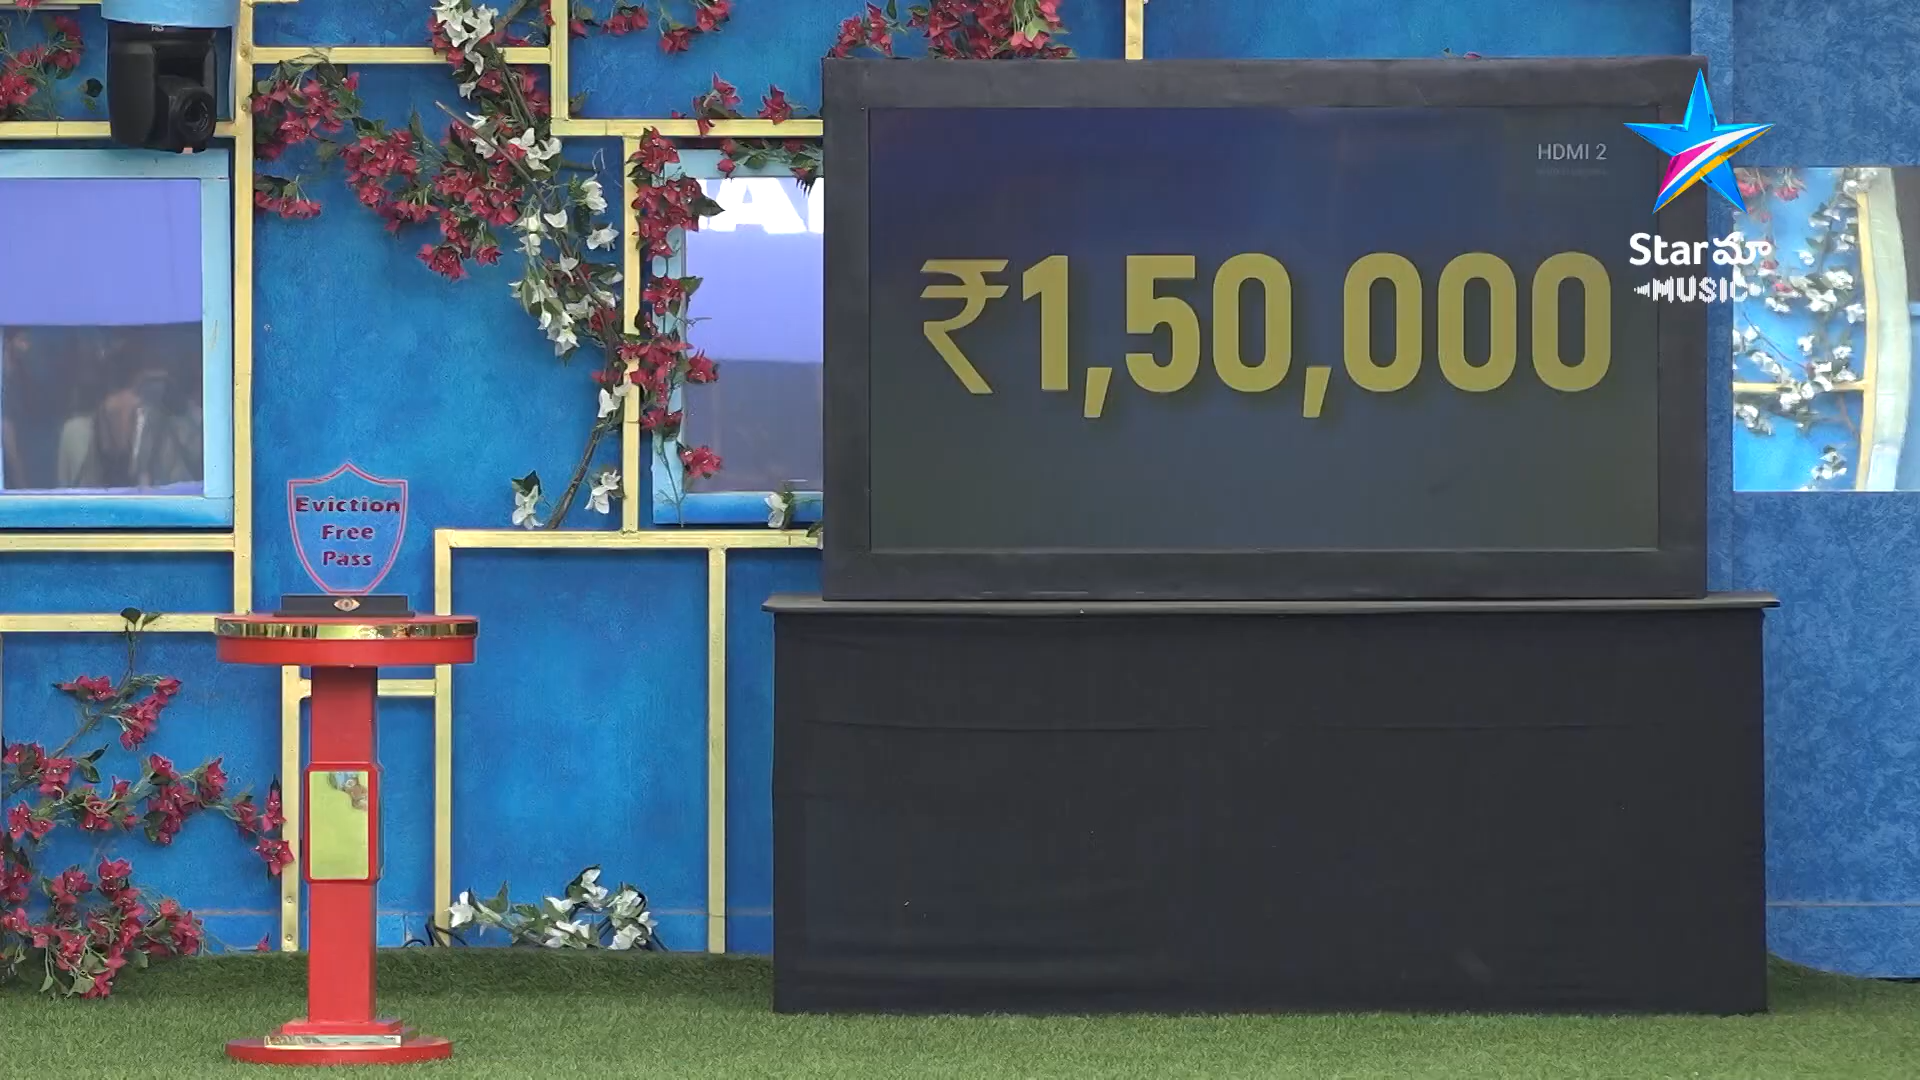 HDMI 2
₹1,50,000
Starమా
MUSIC
Eviction
Free
Pass